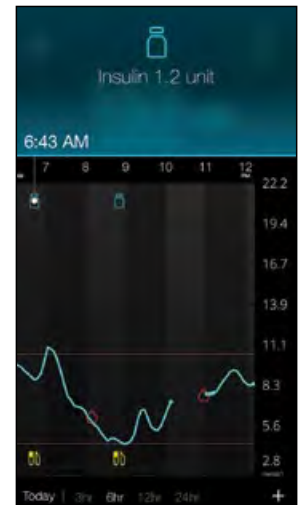 Insulin 1.2 unit
6:43 AM
7 8 9 10 11 12
22.2
19.4
16.7
13.9
11.1
8.3
5.6
2.8
Today 3hr 6hr 12hr 24hr +